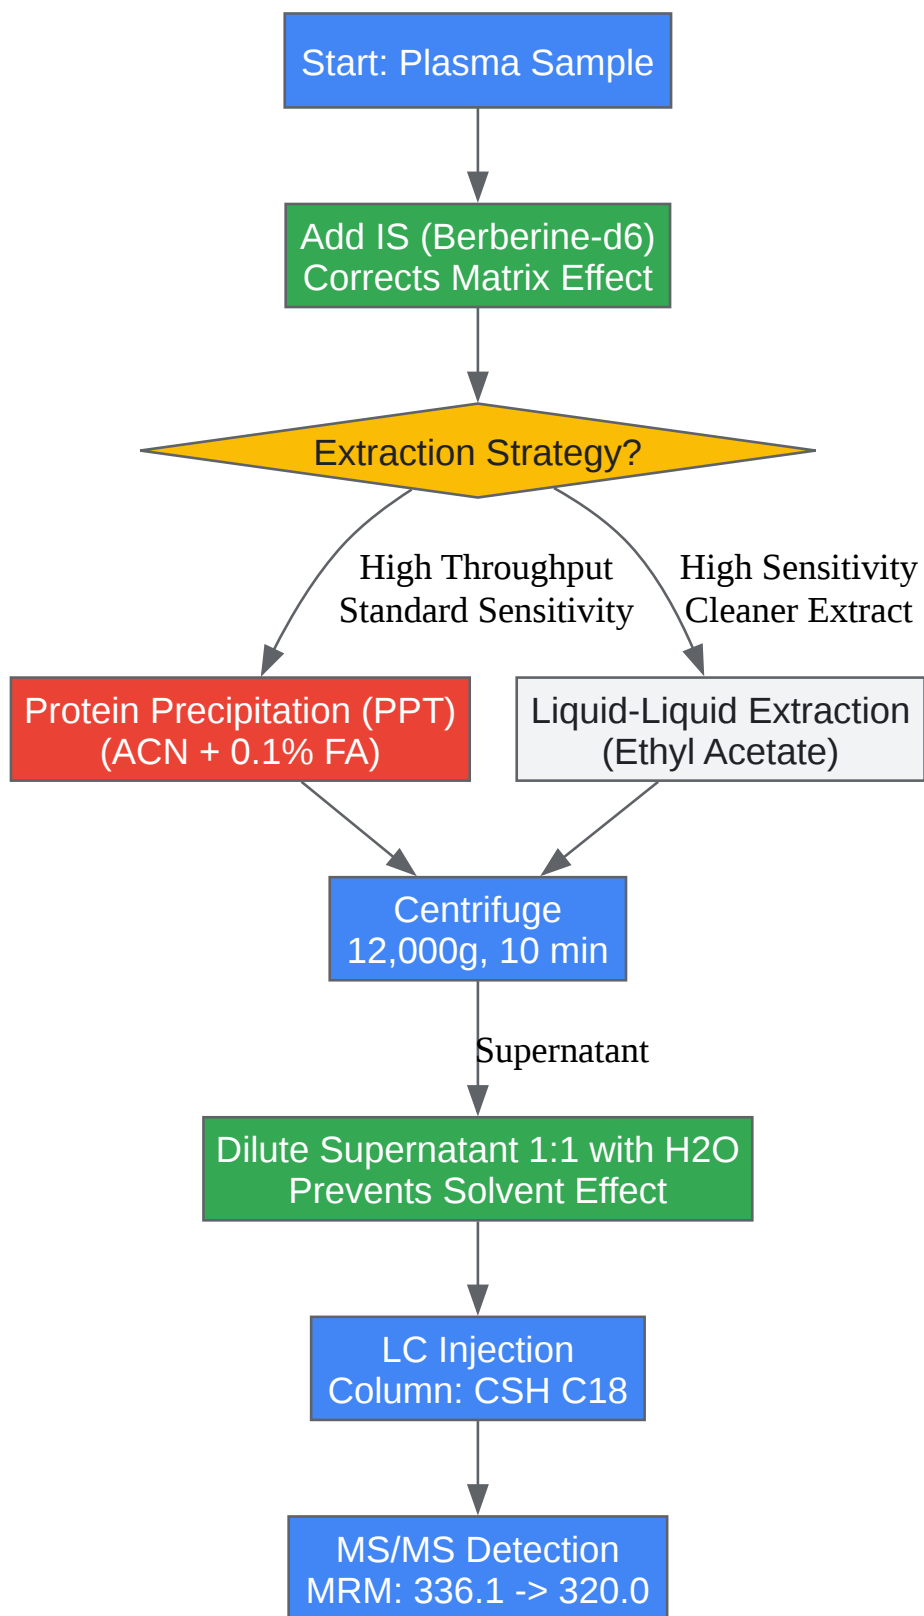 Start: Plasma Sample
Add IS (Berberine-d6)
Corrects Matrix Effect
Extraction Strategy?
High Throughput
Standard Sensitivity
High Sensitivity
Cleaner Extract
Protein Precipitation (PPT)
(ACN + 0.1% FA)
Liquid-Liquid Extraction
(Ethyl Acetate)
Centrifuge
12,000g, 10 min
Supernatant
Dilute Supernatant 1:1 with H2O
Prevents Solvent Effect
LC Injection
Column: CSH C18
MS/MS Detection
MRM: 336.1 -> 320.0